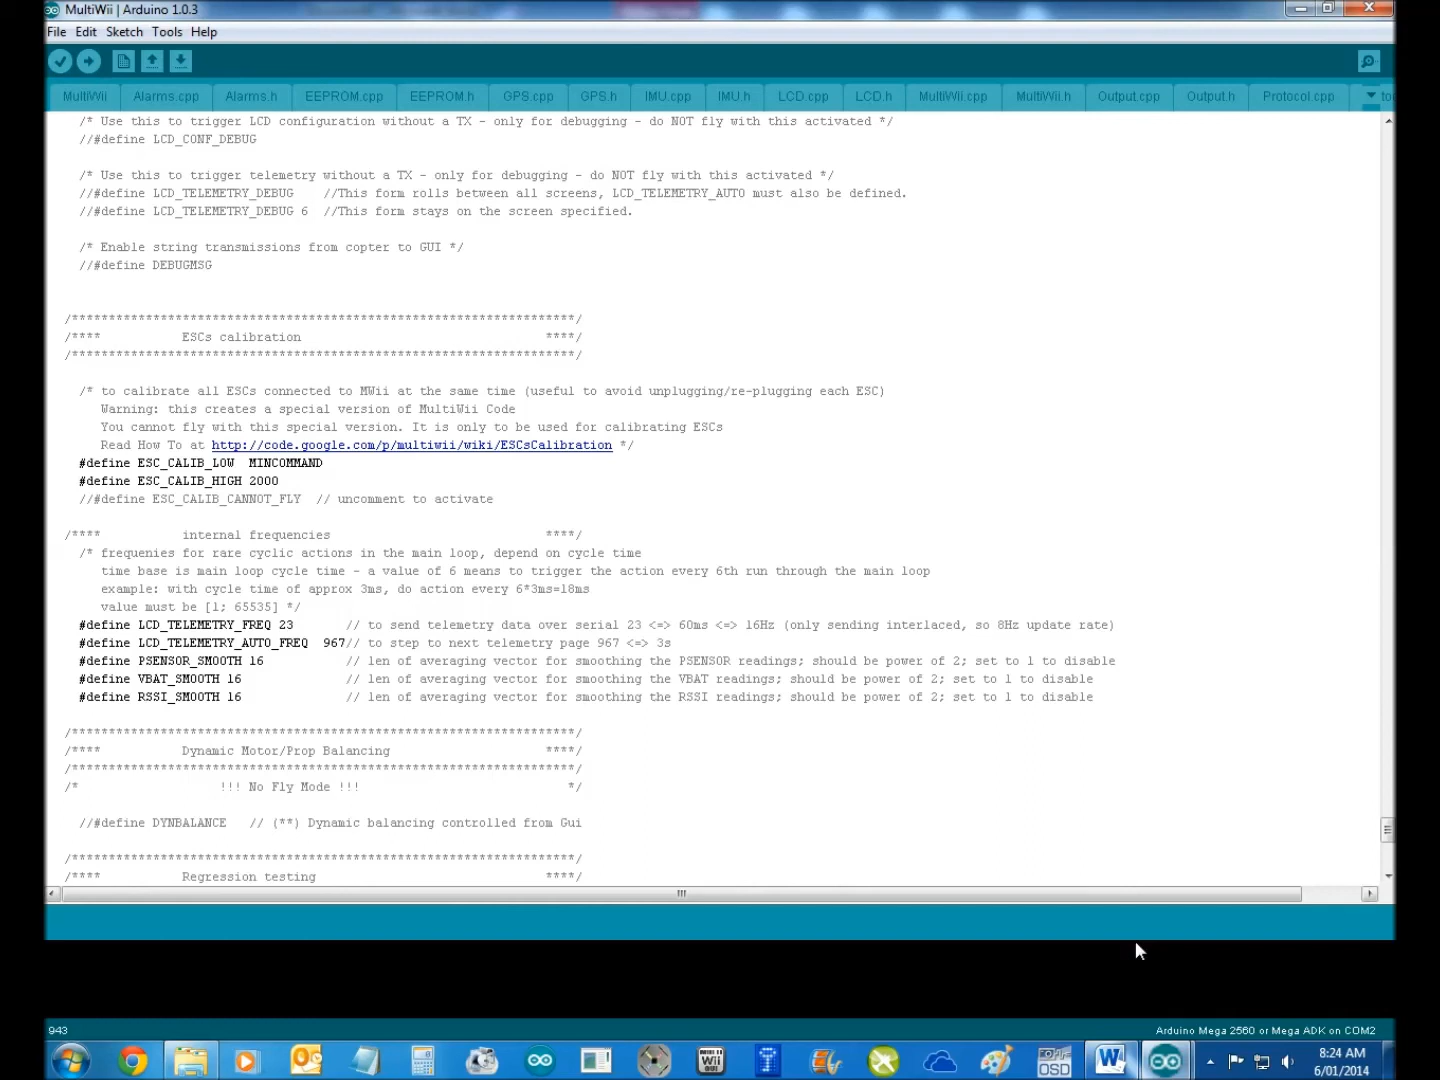 MultiWii | Arduino 1.0.3
File Edit Sketch Tools Help
MultiWii Alarms.cpp Alarms.h EEPROM.cpp EEPROM.h GPS.cpp GPS.h IMU.cpp IMU.h LCD.cpp LCD.h MultiWii.cpp MultiWii.h Output.cpp Output.h Protocol.cpp
/* Use this to trigger LCD configuration without a TX - only for debugging - do NOT fly with this activated */
//#define LCD_CONF_DEBUG
/* Use this to trigger telemetry without a TX - only for debugging - do NOT fly with this activated */
//#define LCD_TELEMETRY_DEBUG    //This form rolls between all screens, LCD_TELEMETRY_AUTO must also be defined.
//#define LCD_TELEMETRY_DEBUG 6  //This form stays on the screen specified.
/* Enable string transmissions from copter to GUI */
//#define DEBUGMSG
/********************************************************************/
/****           ESCs calibration                                 ****/
/********************************************************************/
/* to calibrate all ESCs connected to MWii at the same time (useful to avoid unplugging/re-plugging each ESC)
Warning: this creates a special version of MultiWii Code
You cannot fly with this special version. It is only to be used for calibrating ESCs
Read How To at http://code.google.com/p/multiwii/wiki/ESCsCalibration */
#define ESC_CALIB_LOW  MINCOMMAND
#define ESC_CALIB_HIGH 2000
//#define ESC_CALIB_CANNOT_FLY  // uncomment to activate
/****           internal frequencies                             ****/
/* frequenies for rare cyclic actions in the main loop, depend on cycle time
time base is main loop cycle time - a value of 6 means to trigger the action every 6th run through the main loop
example: with cycle time of approx 3ms, do action every 6*3ms=18ms
value must be [1; 65535] */
#define LCD_TELEMETRY_FREQ 23       // to send telemetry data over serial 23 <=> 60ms <=> 16Hz (only sending interlaced, so 8Hz update rate)
#define LCD_TELEMETRY_AUTO_FREQ  967// to step to next telemetry page 967 <=> 3s
#define PSENSOR_SMOOTH 16           // len of averaging vector for smoothing the PSENSOR readings; should be power of 2; set to 1 to disable
#define VBAT_SMOOTH 16              // len of averaging vector for smoothing the VBAT readings; should be power of 2; set to 1 to disable
#define RSSI_SMOOTH 16              // len of averaging vector for smoothing the RSSI readings; should be power of 2; set to 1 to disable
/********************************************************************/
/****           Dynamic Motor/Prop Balancing                     ****/
/********************************************************************/
/*                   !!! No Fly Mode !!!                            */
//#define DYNBALANCE   // (**) Dynamic balancing controlled from Gui
/********************************************************************/
/****           Regression testing                               ****/
943
Arduino Mega 2560 or Mega ADK on COM2
Wii
GUI
OSD
8:24 AM
6/01/2014